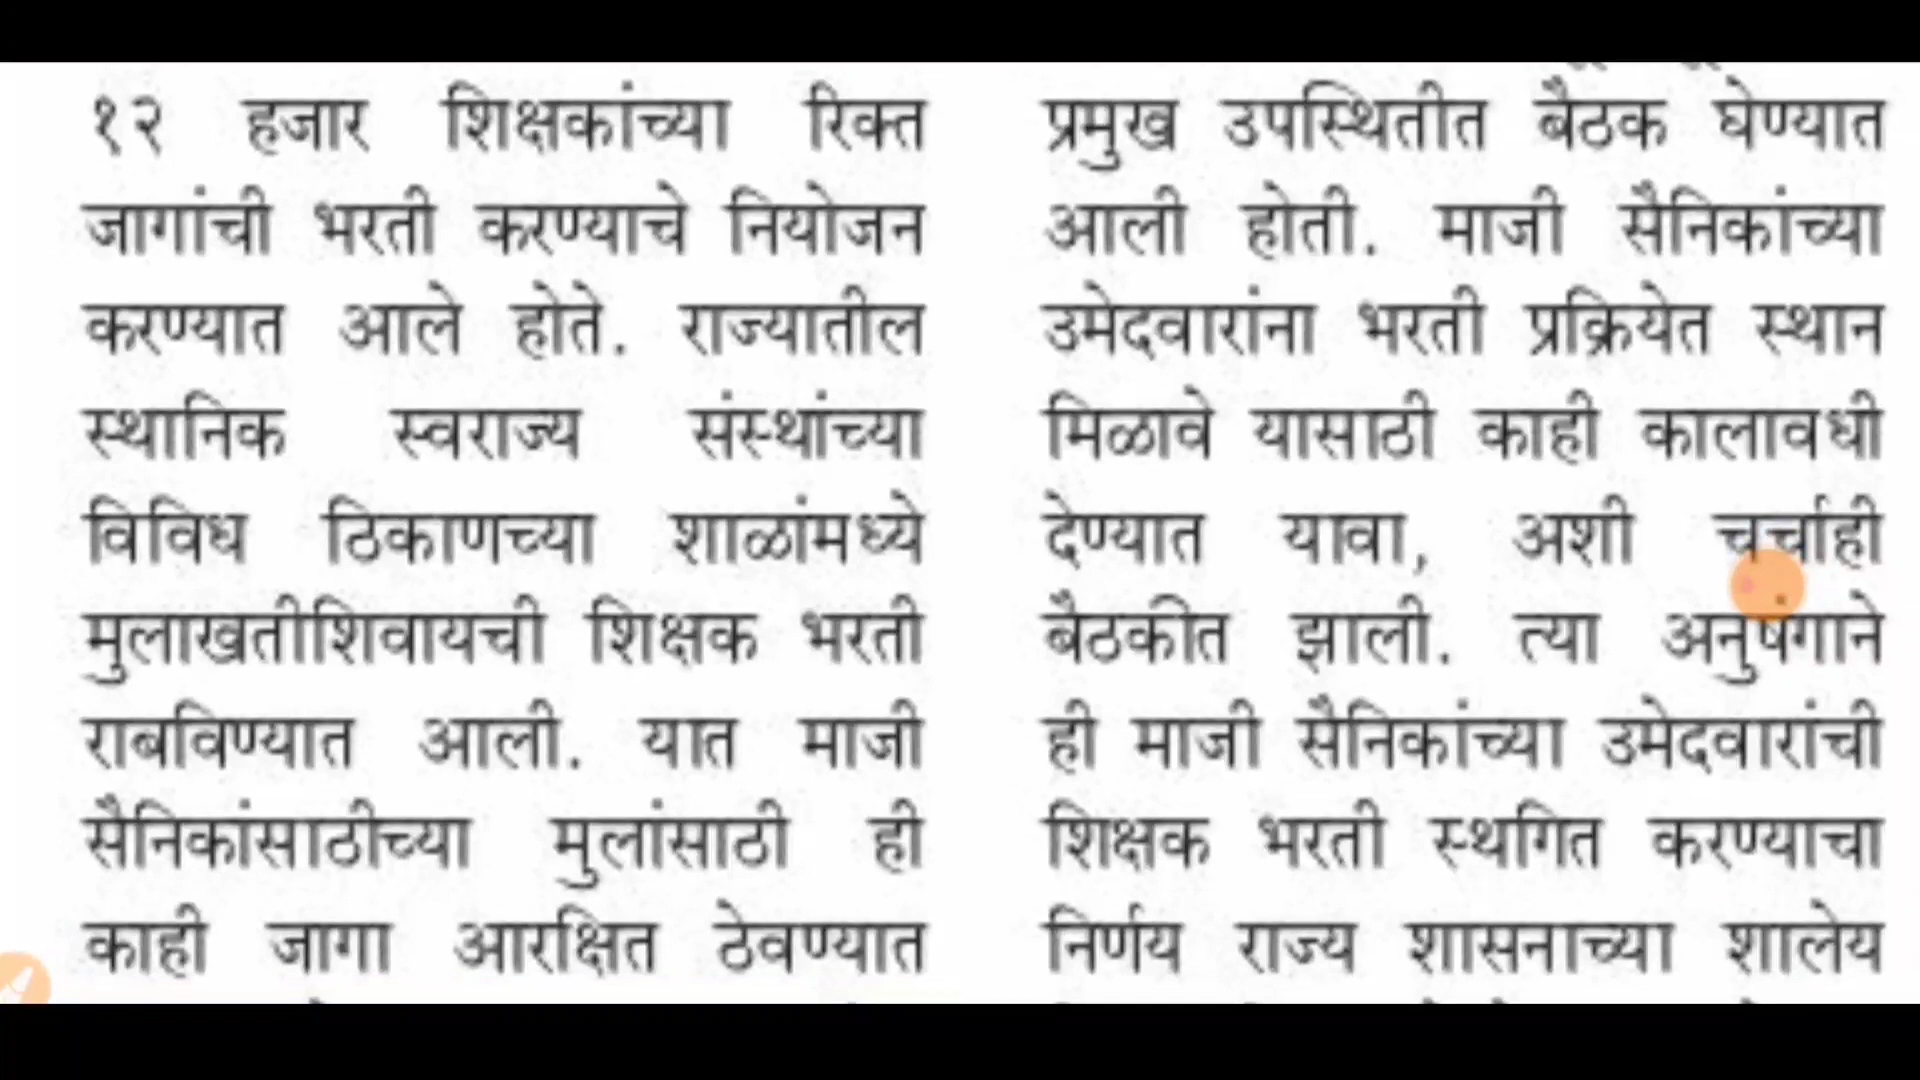 १२ हजार शिक्षकांच्या रिक्त
जागांची भरती करण्याचे नियोजन
करण्यात आले होते. राज्यातील
स्थानिक स्वराज्य संस्थांच्या
विविध ठिकाणच्या शाळांमध्ये
मुलाखतीशिवायची शिक्षक भरती
राबविण्यात आली. यात माजी
सैनिकांसाठीच्या मुलांसाठी ही
काही जागा आरक्षित ठेवण्यात
प्रमुख उपस्थितीत बैठक घेण्यात
आली होती. माजी सैनिकांच्या
उमेदवारांना भरती प्रक्रियेत स्थान
मिळावे यासाठी काही कालावधी
देण्यात यावा, अशी चर्चाही
बैठकीत झाली. त्या अनुषंगाने
ही माजी सैनिकांच्या उमेदवारांची
शिक्षक भरती स्थगित करण्याचा
निर्णय राज्य शासनाच्या शालेय